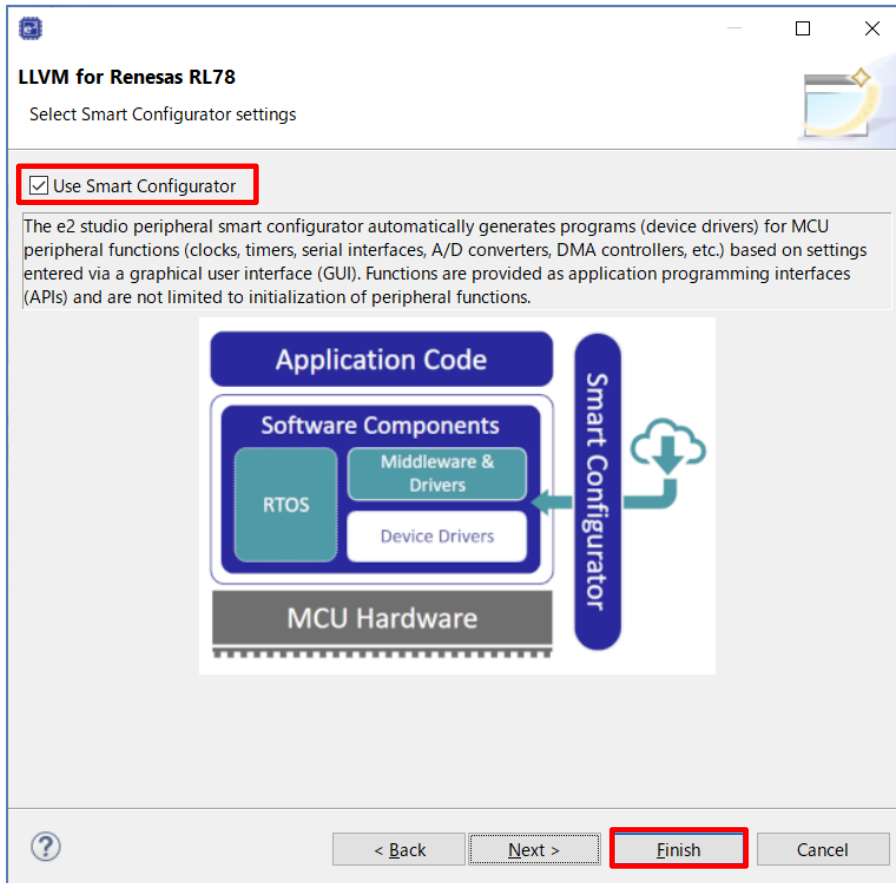 LLVM for Renesas RL78
Select Smart Configurator settings
Use Smart Configurator
The e2 studio peripheral smart configurator automatically generates programs (device drivers) for MCU
peripheral functions (clocks, timers, serial interfaces, A/D converters, DMA controllers, etc.) based on settings
entered via a graphical user interface (GUI). Functions are provided as application programming interfaces
(APIs) and are not limited to initialization of peripheral functions.
Application Code
Software Components
RTOS
Middleware &
Drivers
Device Drivers
MCU Hardware
Smart Configurator
?
< Back
Next >
Finish
Cancel